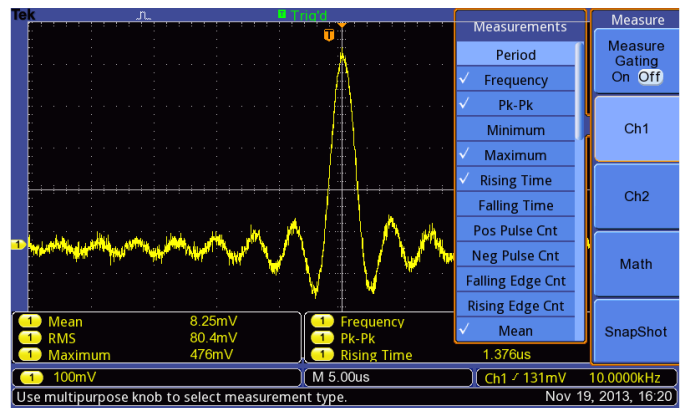 Tek
T Trig'd
T
Measurements
Period
Frequency
Pk-Pk
Minimum
Maximum
Rising Time
Falling Time
Pos Pulse Cnt
Neg Pulse Cnt
Falling Edge Cnt
Rising Edge Cnt
Mean
Measure
Measure
Gating
On Off
Ch1
Ch2
Math
SnapShot
1
1 Mean 8.25mV
1 RMS 80.4mV
1 Maximum 476mV
1 Frequency
1 Pk-Pk
1 Rising Time 1.376us
1 100mV
M 5.00us
Ch1 131mV 10.0000kHz
Use multipurpose knob to select measurement type.
Nov 19, 2013, 16:20